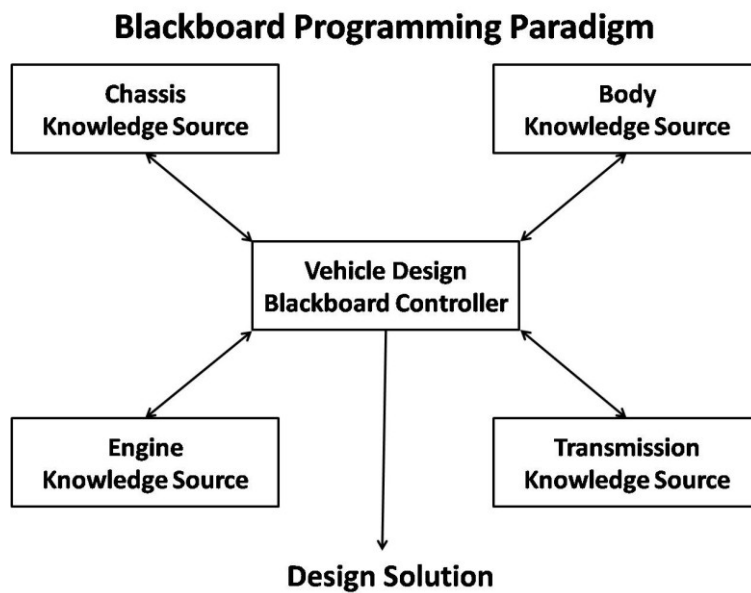 Blackboard Programming Paradigm
Chassis
Knowledge Source
Body
Knowledge Source
Vehicle Design
Blackboard Controller
Engine
Knowledge Source
Transmission
Knowledge Source
Design Solution